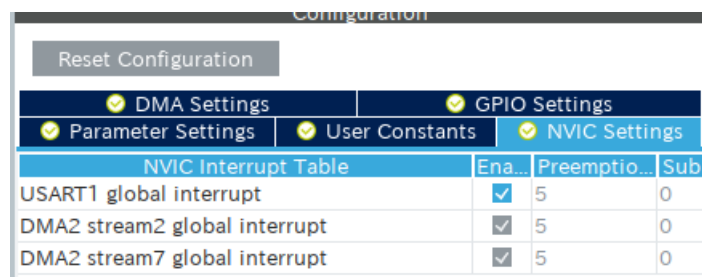 Configuration
Reset Configuration
DMA Settings GPIO Settings
Parameter Settings User Constants NVIC Settings
NVIC Interrupt Table Ena... Preemptio... Sub
USART1 global interrupt 5 0
DMA2 stream2 global interrupt 5 0
DMA2 stream7 global interrupt 5 0